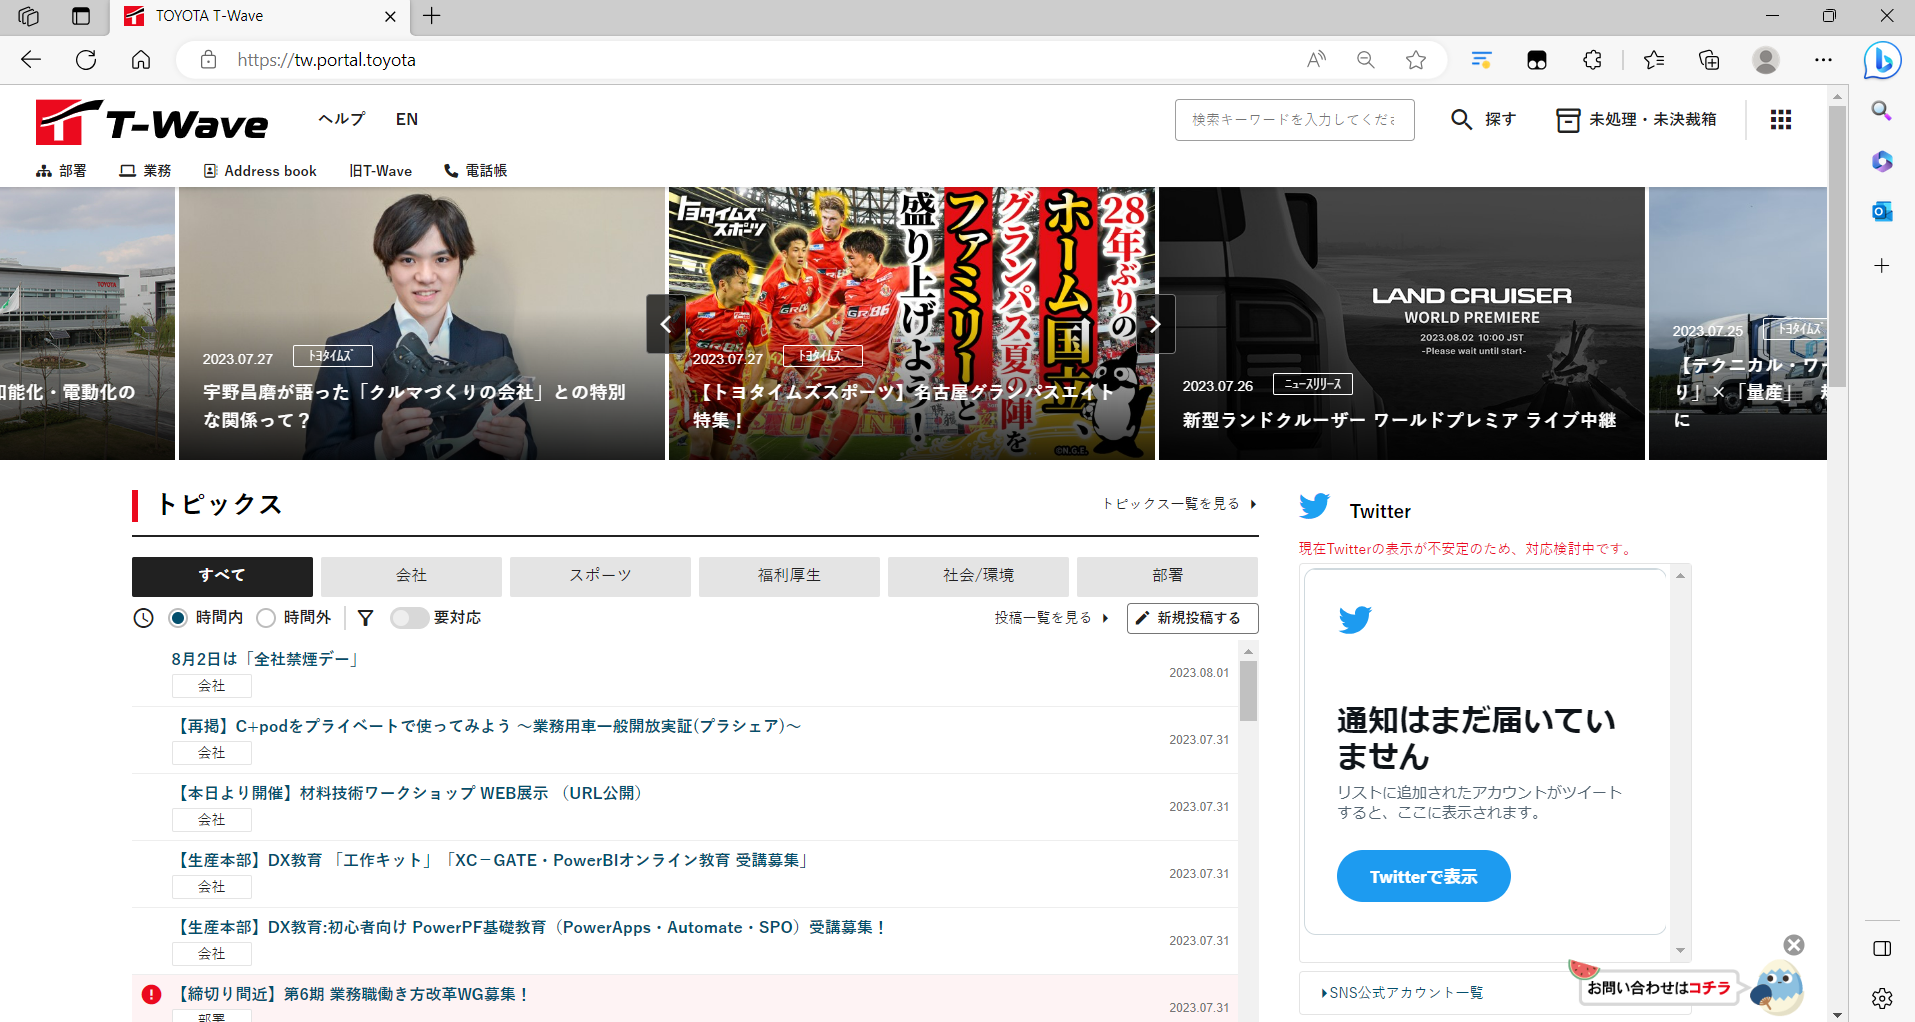 TOYOTA T-Wave
https://tw.portal.toyota
T-Wave
ヘルプ
EN
検索キーワードを入力してくださ
探す
未処理・未決裁箱
部署
業務
Address book
旧T-Wave
電話帳
TOYOTA
知能化・電動化の
2023.07.27
トヨタイムズ
宇野昌磨が語った「クルマづくりの会社」との特別
な関係って？
トヨタイムズ
スポーツ
28年ぶりの
ホーム国立、
グランパス夏の陣を
ファミリーと
盛り上げよう！
GR86
GR86
©N.G.E.
2023.07.27
トヨタイムズ
【トヨタイムズスポーツ】名古屋グランパスエイト
特集！
LAND CRUISER
WORLD PREMIERE
2023.08.02 10:00 JST
-Please wait until start-
2023.07.26
ニュースリリース
新型ランドクルーザー ワールドプレミア ライブ中継
2023.07.25
トヨタイムズ
【テクニカル・ワー
り」×「量産」
に
トピックス
トピックス一覧を見る
すべて
会社
スポーツ
福利厚生
社会/環境
部署
時間内
時間外
要対応
投稿一覧を見る
新規投稿する
8月2日は「全社禁煙デー」
会社
2023.08.01
【再掲】C+podをプライベートで使ってみよう ～業務用車一般開放実証(プラシェア)～
会社
2023.07.31
【本日より開催】材料技術ワークショップ WEB展示 （URL公開）
会社
2023.07.31
【生産本部】DX教育 「工作キット」「XC－GATE・PowerBIオンライン教育 受講募集」
会社
2023.07.31
【生産本部】DX教育:初心者向け PowerPF基礎教育（PowerApps・Automate・SPO）受講募集！
会社
2023.07.31
【締切り間近】第6期 業務職働き方改革WG募集！
部署
2023.07.31
Twitter
現在Twitterの表示が不安定のため、対応検討中です。
通知はまだ届いてい
ません
リストに追加されたアカウントがツイート
すると、ここに表示されます。
Twitterで表示
SNS公式アカウント一覧
お問い合わせはコチラ